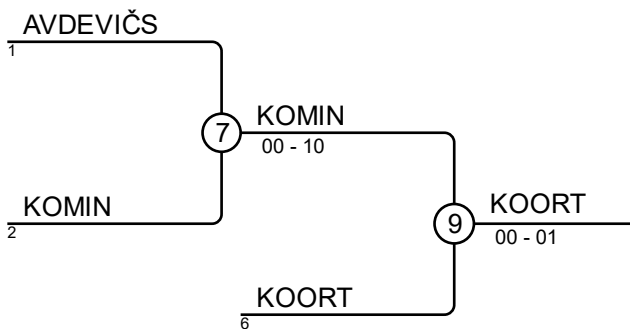 AVDEVIČS
1
7
KOMIN
00 - 10
KOMIN
2
9
KOORT
00 - 01
KOORT
6